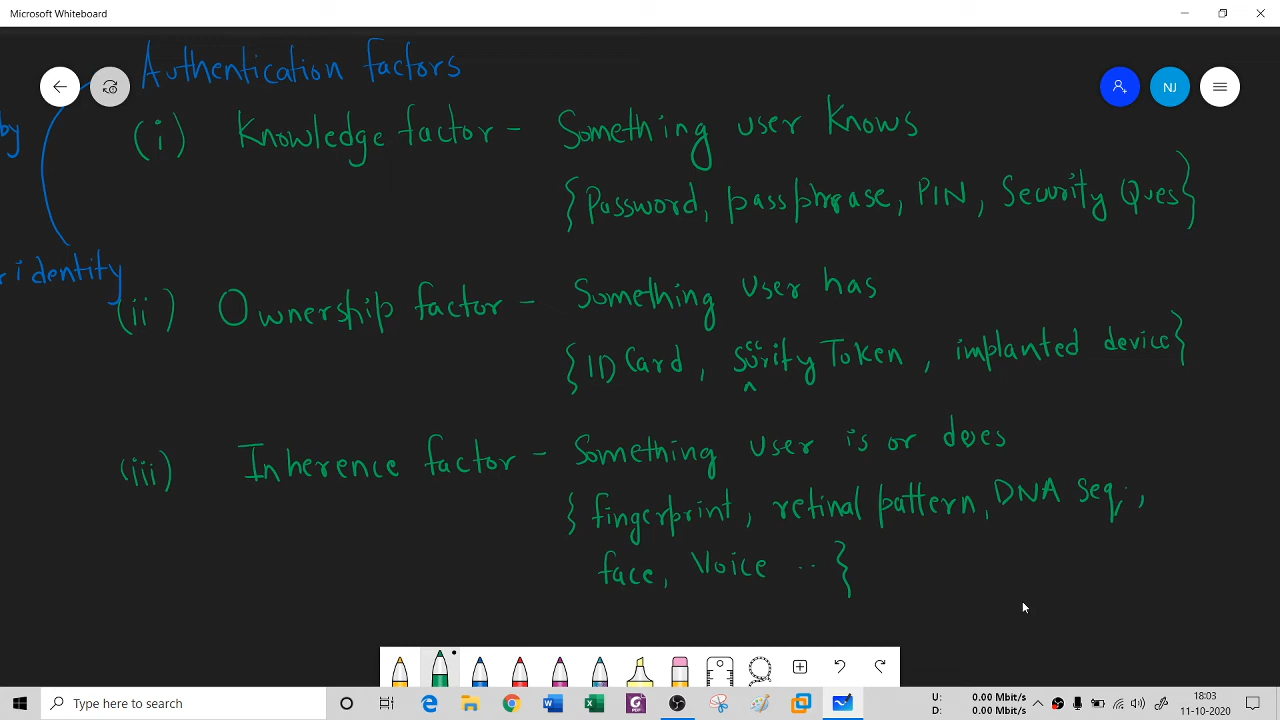 Microsoft Whiteboard
Authentication factors
NJ
by
(i) Knowledge factor - Something user knows
{Password, passphrase, PIN, Security Ques}
r identity
(ii) Ownership factor - Something user has
{ID Card, Security Token, implanted device}
(iii) Inherence factor - Something user is or does
{fingerprint, retinal pattern, DNA seq.,
face, Voice ..}
Type here to search
U: 0.00 Mbit/s
D: 0.00 Mbit/s
18:03
11-10-2020